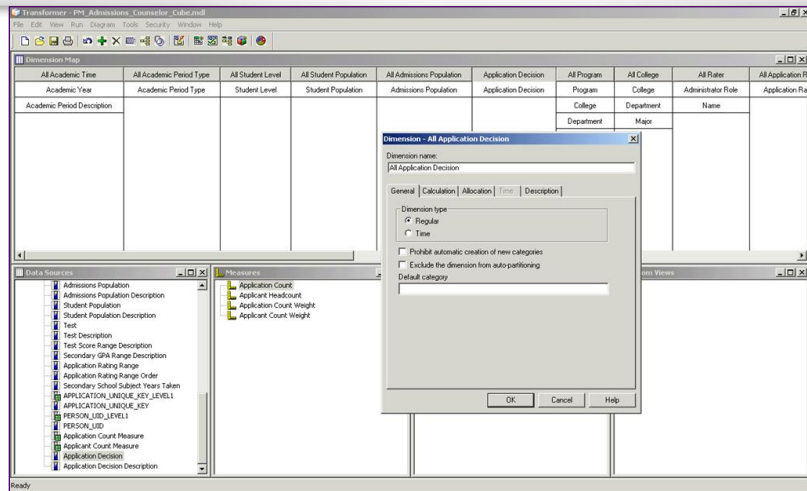 Transformer - PM_Admissions_Counselor_Cube.mdl
File Edit View Run Diagram Tools Security Window Help
Dimension Map
All Academic Time All Academic Period Type All Student Level All Student Population All Admissions Population Application Decision All Program All College All Rater All Application R
Academic Year Academic Period Type Student Level Student Population Admissions Population Application Decision Program College Administrator Role Application Ra
Academic Period Description College Department Name
Department Major
Dimension - All Application Decision
Dimension name:
All Application Decision
General Calculation Allocation Time Description
Dimension type
Regular
Time
Prohibit automatic creation of new categories
Exclude the dimension from auto-partitioning
Default category
OK Cancel Help
Data Sources
Admissions Population
Admissions Population Description
Student Population
Student Population Description
Test
Test Description
Test Score Range Description
Secondary GPA Range Description
Application Rating Range
Application Rating Range Order
Secondary School Subject Years Taken
APPLICATION_UNIQUE_KEY_LEVEL1
APPLICATION_UNIQUE_KEY
PERSON_UID_LEVEL1
PERSON_UID
Application Count Measure
Applicant Count Measure
Application Decision
Application Decision Description
Measures
Application Count
Applicant Headcount
Application Count Weight
Applicant Count Weight
om Views
Ready